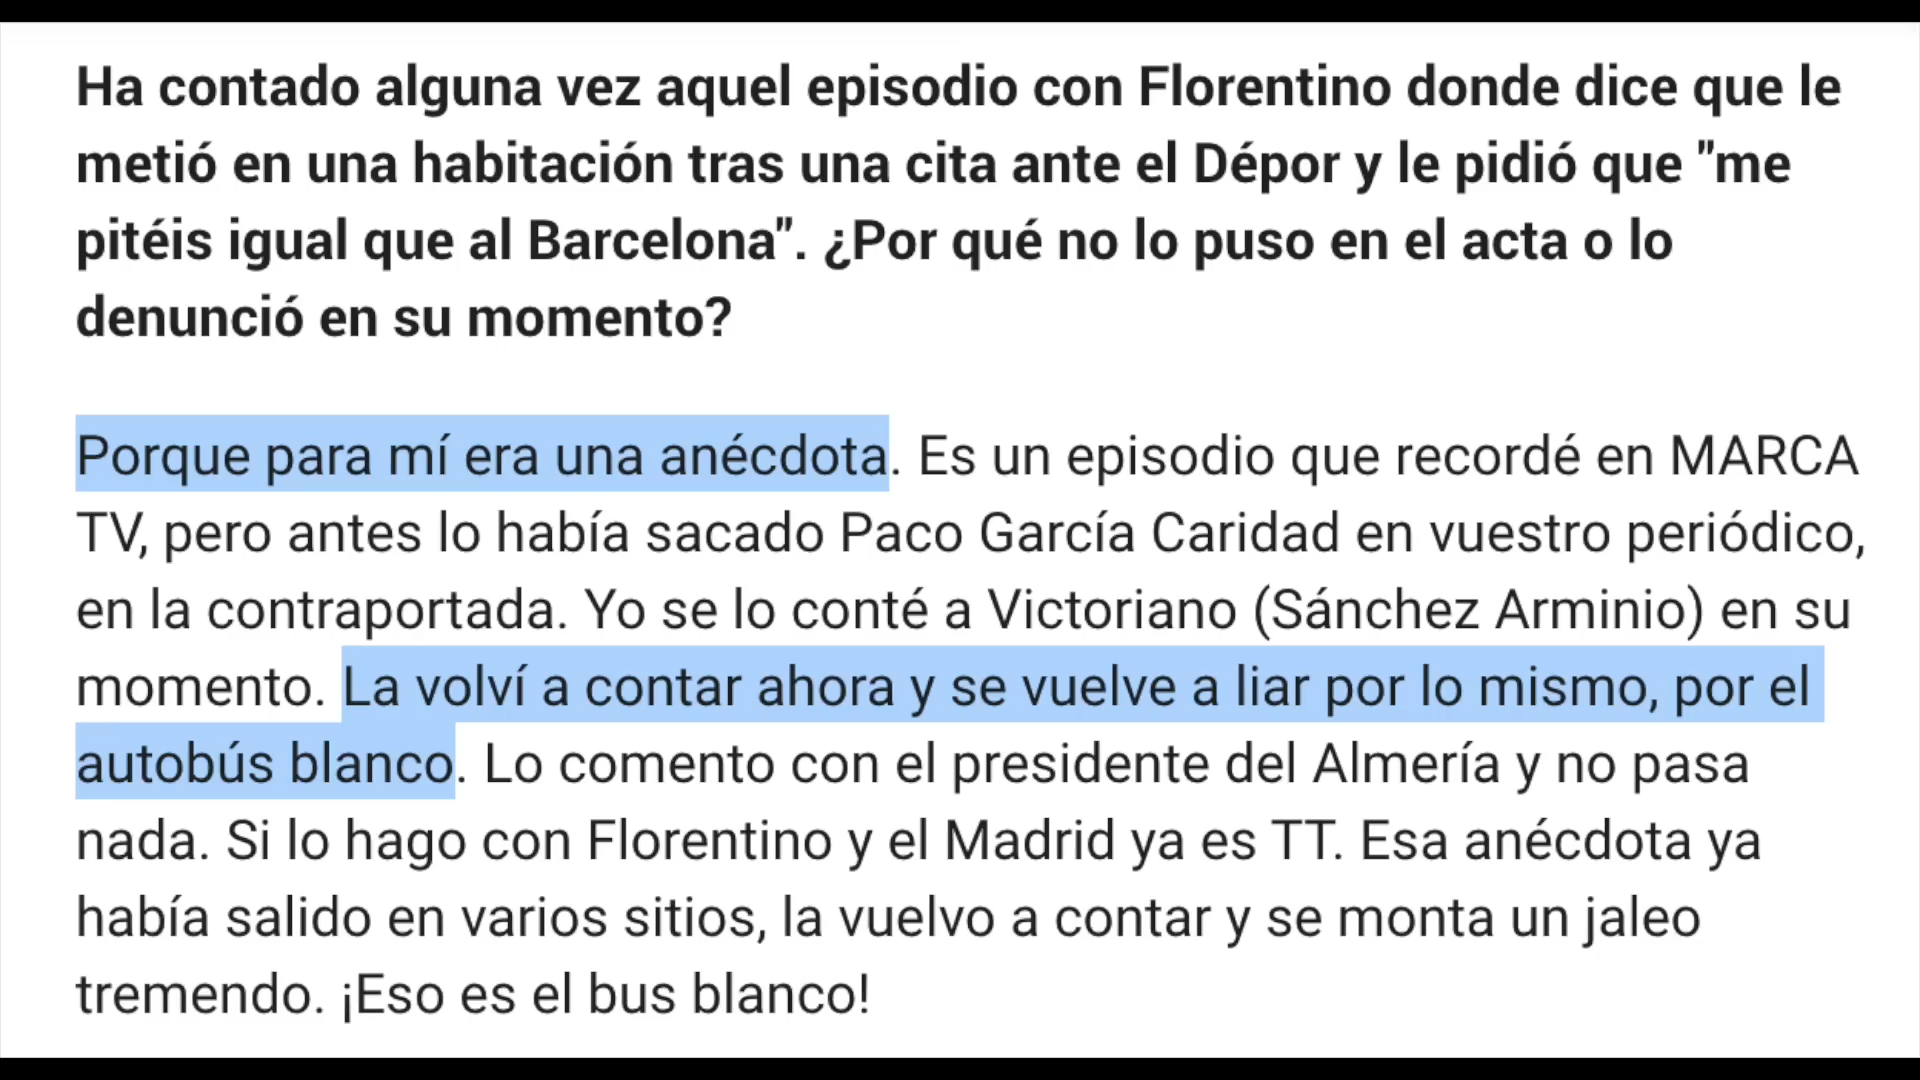 Ha contado alguna vez aquel episodio con Florentino donde dice que le
metió en una habitación tras una cita ante el Dépor y le pidió que "me
pitéis igual que al Barcelona". ¿Por qué no lo puso en el acta o lo
denunció en su momento?
Porque para mí era una anécdota. Es un episodio que recordé en MARCA
TV, pero antes lo había sacado Paco García Caridad en vuestro periódico,
en la contraportada. Yo se lo conté a Victoriano (Sánchez Arminio) en su
momento. La volví a contar ahora y se vuelve a liar por lo mismo, por el
autobús blanco. Lo comento con el presidente del Almería y no pasa
nada. Si lo hago con Florentino y el Madrid ya es TT. Esa anécdota ya
había salido en varios sitios, la vuelvo a contar y se monta un jaleo
tremendo. ¡Eso es el bus blanco!